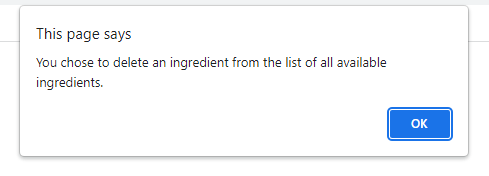 This page says
You chose to delete an ingredient from the list of all available
ingredients.
OK